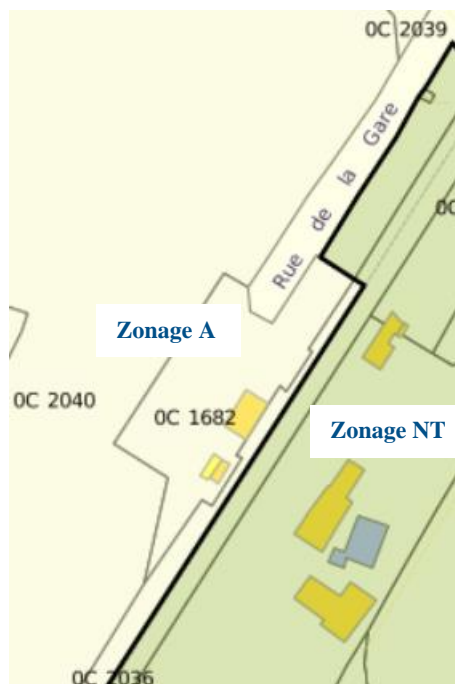 0C 2039
Rue de la Gare
Zonage A
0C 2040
0C 1682
Zonage NT
0C 2036